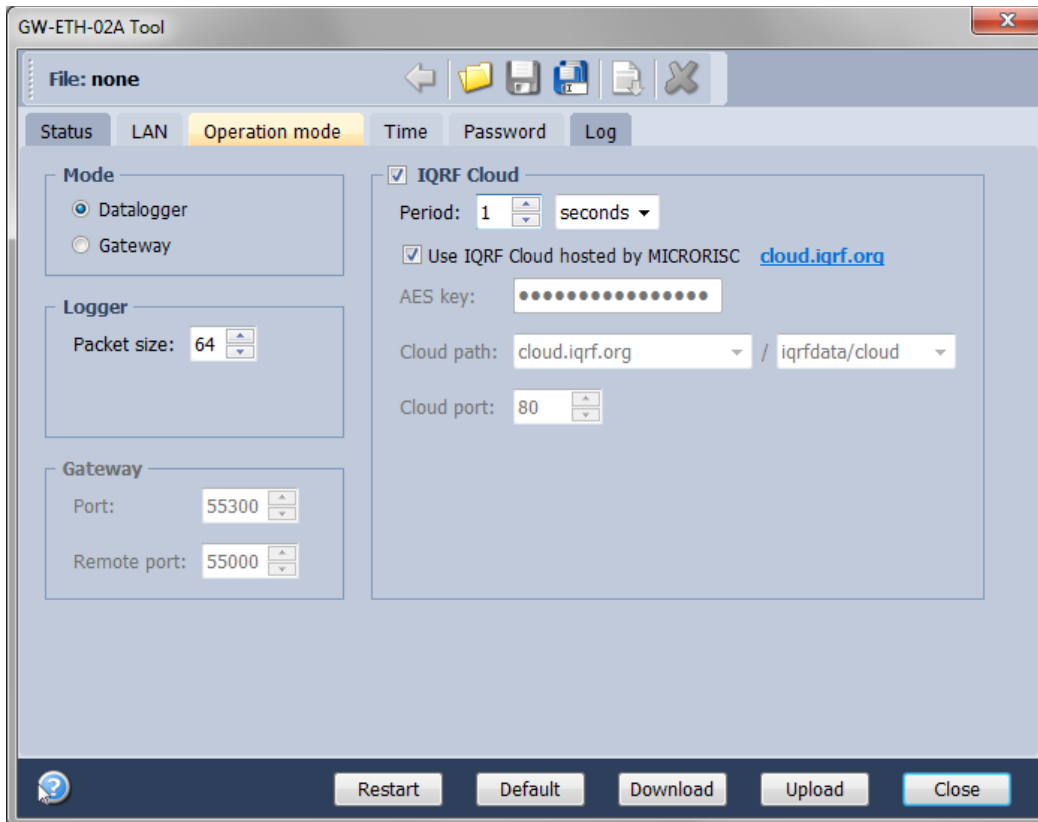 GW-ETH-02A Tool
File: none
Status LAN Operation mode Time Password Log
Mode
Datalogger
Gateway
Logger
Packet size: 64
Gateway
Port: 55300
Remote port: 55000
IQRF Cloud
Period: 1 seconds
Use IQRF Cloud hosted by MICRORISC cloud.iqrf.org
AES key: ●●●●●●●●●●●●●●●●
Cloud path: cloud.iqrf.org / iqrfdata/cloud
Cloud port: 80
Restart Default Download Upload Close